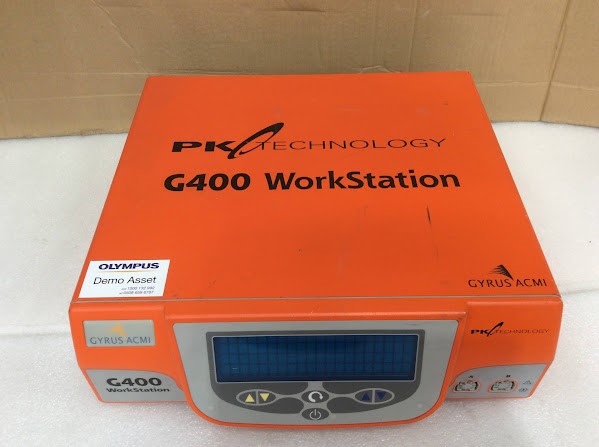 PK TECHNOLOGY
G400 WorkStation
OLYMPUS
Demo Asset
GYRUS ACMI
GYRUS ACMI
PK TECHNOLOGY
G400
WorkStation